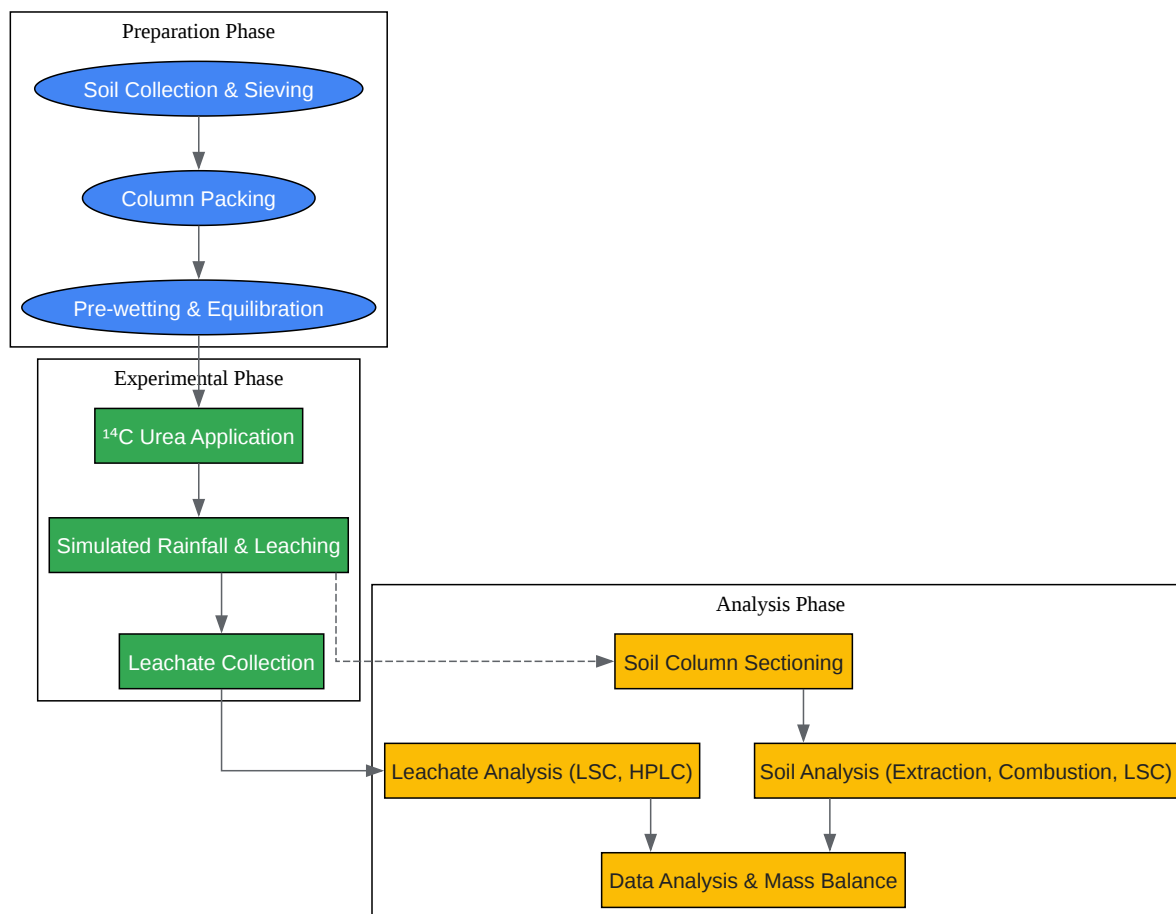 Preparation Phase
Soil Collection & Sieving
Column Packing
Pre-wetting & Equilibration
Experimental Phase
¹⁴C Urea Application
Simulated Rainfall & Leaching
Leachate Collection
Analysis Phase
Soil Column Sectioning
Leachate Analysis (LSC, HPLC)
Soil Analysis (Extraction, Combustion, LSC)
Data Analysis & Mass Balance